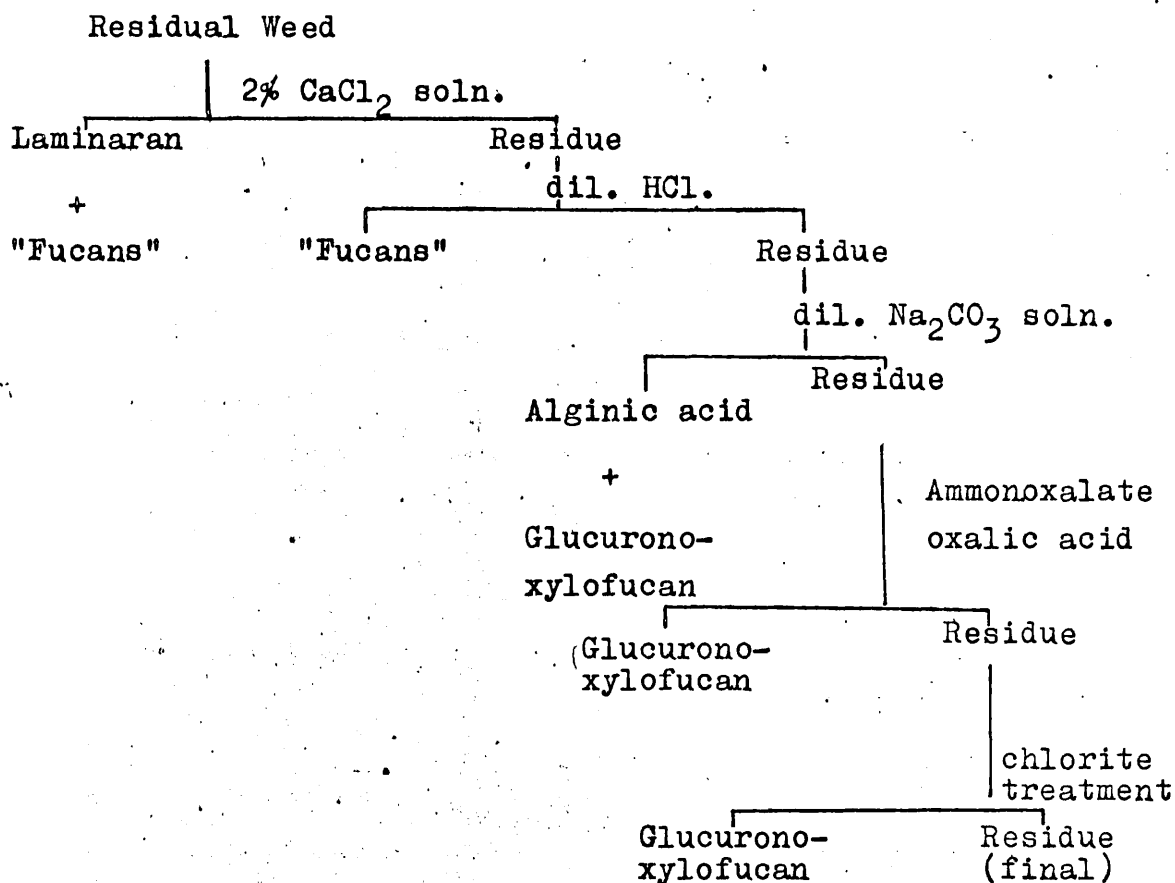 Residual Weed
2% CaCl2 soln.
Laminaran Residue
dil. HCl.
+
"Fucans" "Fucans" Residue
dil. Na2CO3 soln.
Residue
Alginic acid
+ Ammonoxalate
Glucurono- oxalic acid
xylofucan
Residue
Glucurono-
xylofucan
chlorite
treatment
Glucurono- Residue
xylofucan (final)